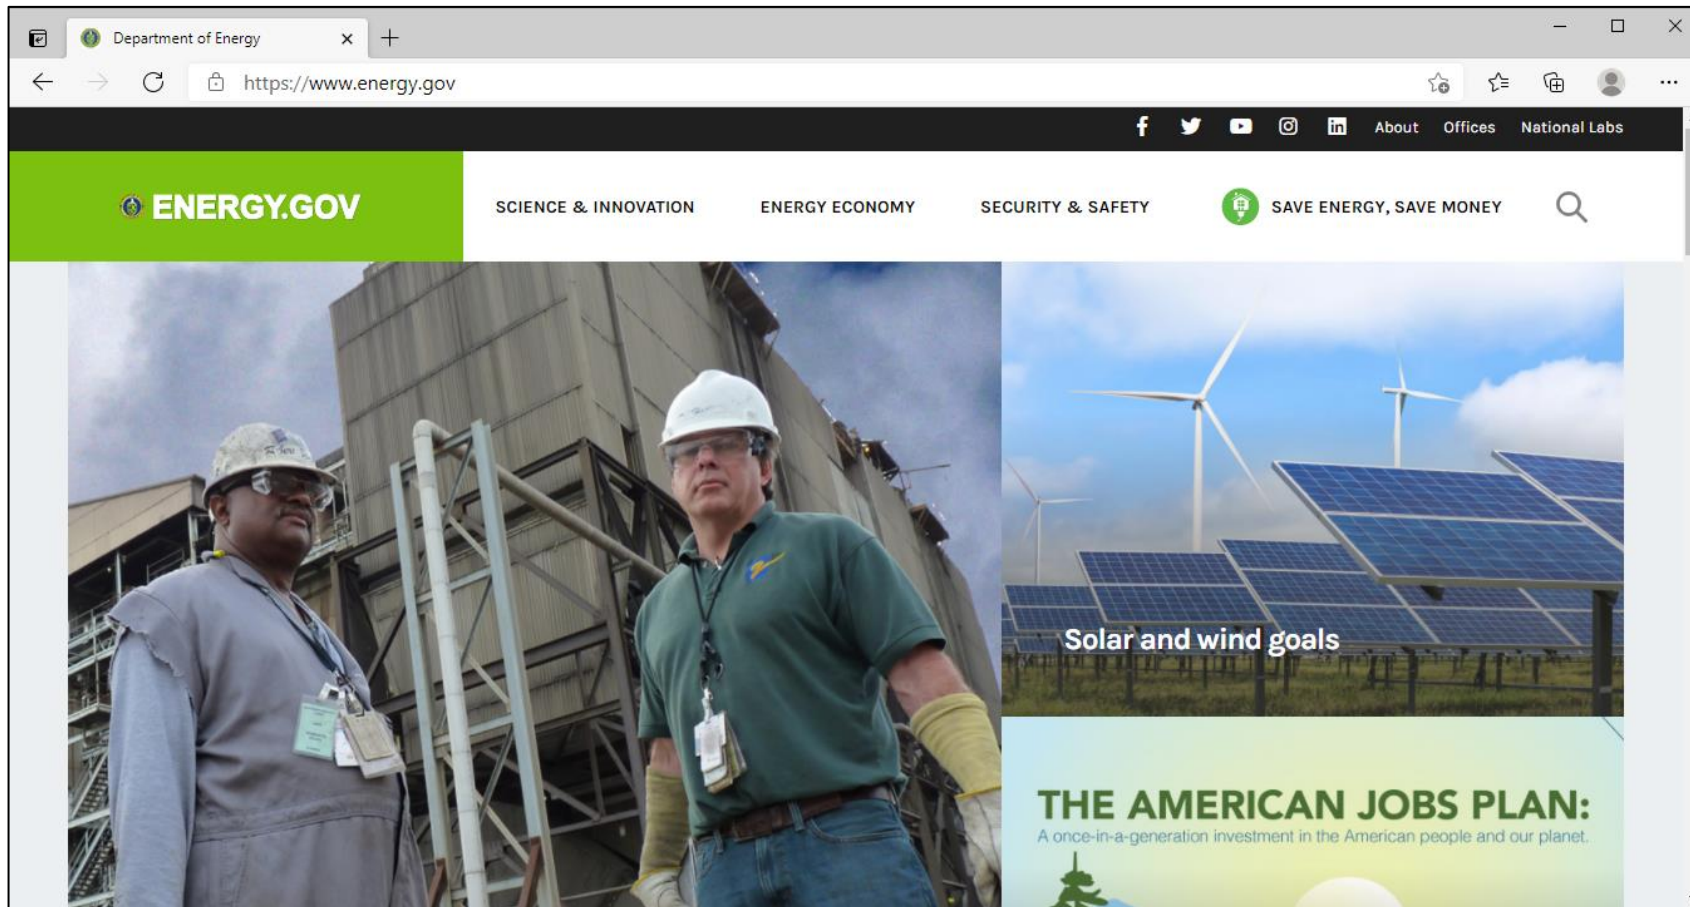 Department of Energy
https://www.energy.gov
About Offices National Labs
ENERGY.GOV
SCIENCE & INNOVATION ENERGY ECONOMY SECURITY & SAFETY SAVE ENERGY, SAVE MONEY
Solar and wind goals
THE AMERICAN JOBS PLAN:
A once-in-a-generation investment in the American people and our planet.